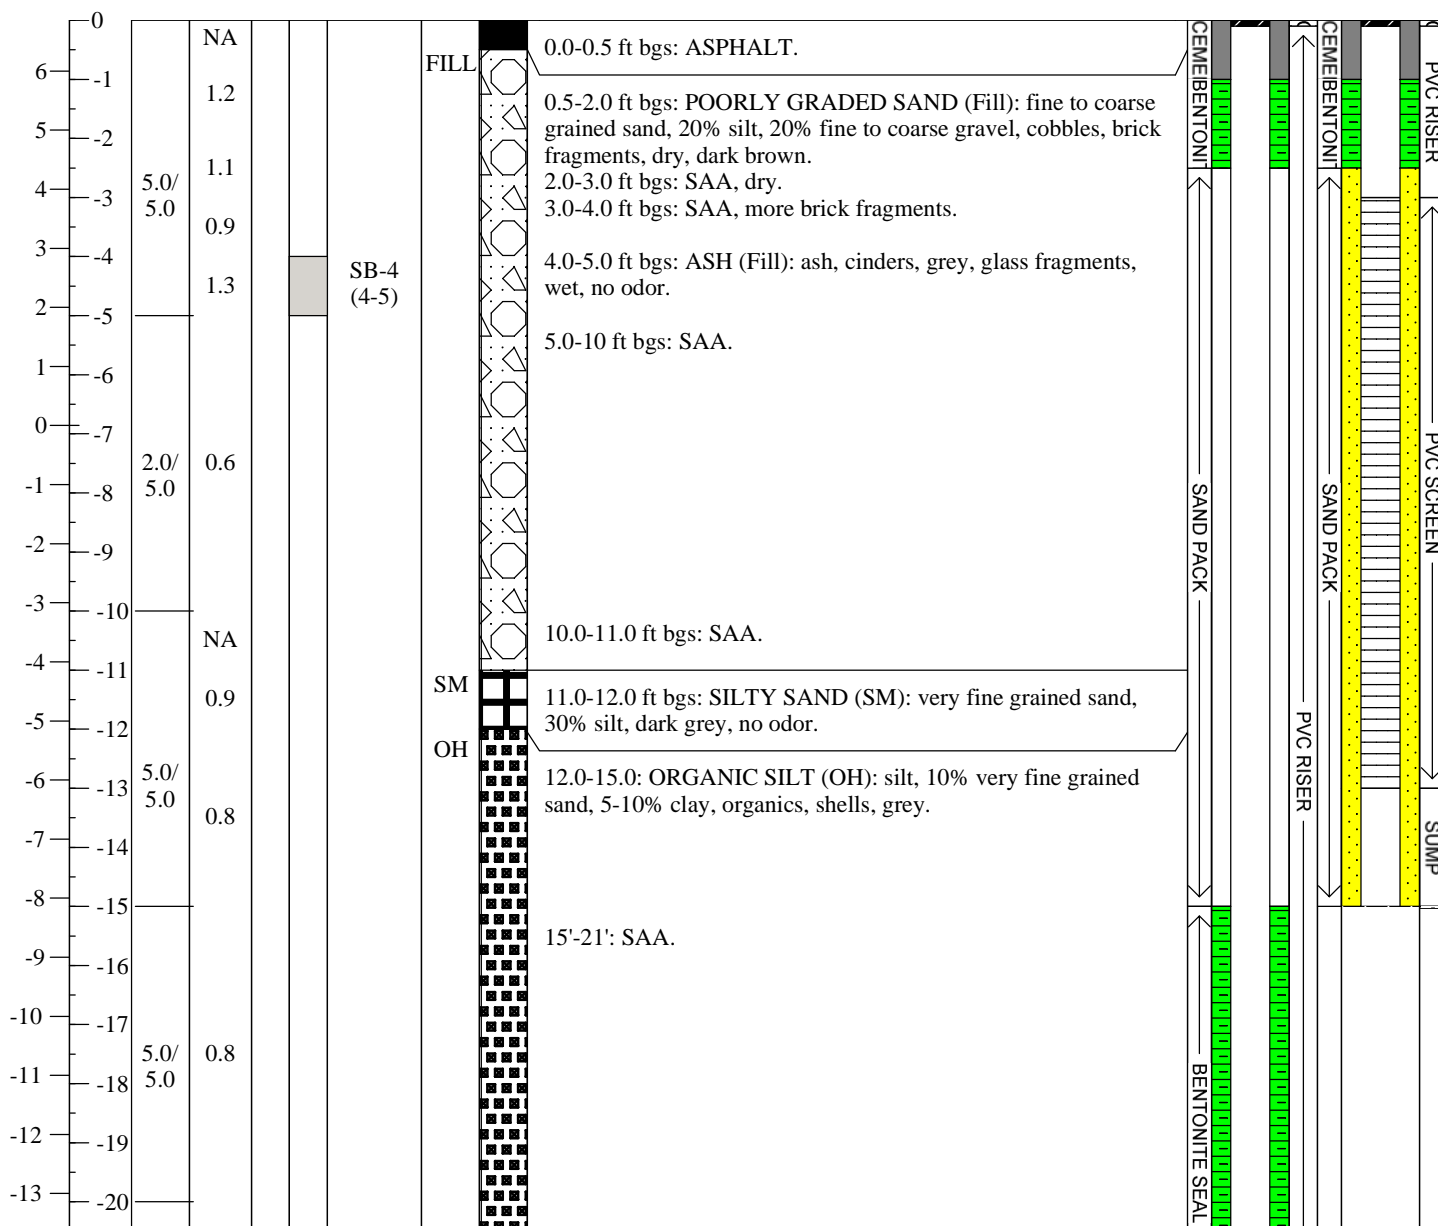 0
-1
-2
-3
-4
-5
-6
-7
-8
-9
-10
-11
-12
-13
-14
-15
-16
-17
-18
-19
-20
6
5
4
3
2
1
0
-1
-2
-3
-4
-5
-6
-7
-8
-9
-10
-11
-12
-13
5.0/
5.0
2.0/
5.0
5.0/
5.0
5.0/
5.0
NA
1.2
1.1
0.9
1.3
0.6
NA
0.9
0.8
0.8
SB-4
(4-5)
FILL
SM
OH
0.0-0.5 ft bgs: ASPHALT.
0.5-2.0 ft bgs: POORLY GRADED SAND (Fill): fine to coarse
grained sand, 20% silt, 20% fine to coarse gravel, cobbles, brick
fragments, dry, dark brown.
2.0-3.0 ft bgs: SAA, dry.
3.0-4.0 ft bgs: SAA, more brick fragments.
4.0-5.0 ft bgs: ASH (Fill): ash, cinders, grey, glass fragments,
wet, no odor.
5.0-10 ft bgs: SAA.
10.0-11.0 ft bgs: SAA.
11.0-12.0 ft bgs: SILTY SAND (SM): very fine grained sand,
30% silt, dark grey, no odor.
12.0-15.0: ORGANIC SILT (OH): silt, 10% very fine grained
sand, 5-10% clay, organics, shells, grey.
15'-21': SAA.
SAND PACK
BENTONITE SEAL
PVC RISER
SAND PACK
PVC RISER
PVC SCREEN
SUMP